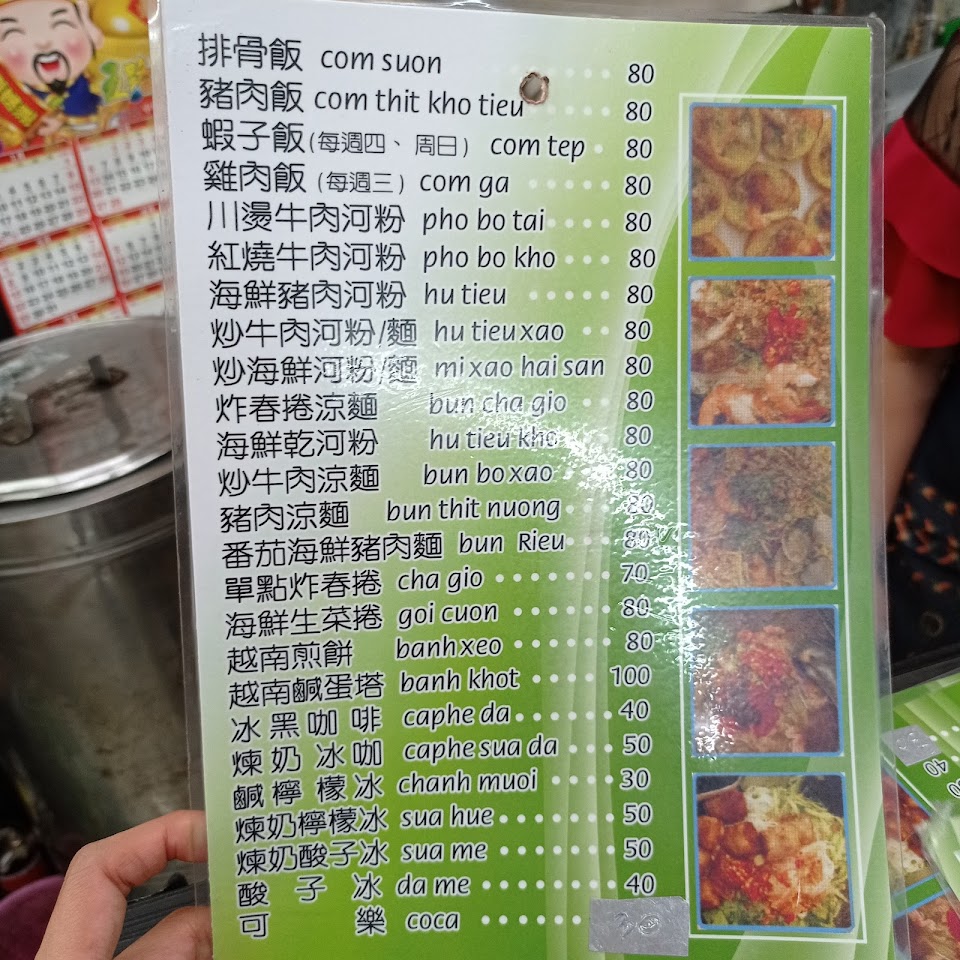 排骨飯 com suon 80
豬肉飯 com thit kho tieu 80
蝦子飯(每週四、周日) com tep 80
雞肉飯(每週三) com ga 80
川燙牛肉河粉 pho bo tai 80
紅燒牛肉河粉 pho bo kho 80
海鮮豬肉河粉 hu tieu 80
炒牛肉河粉/麵 hu tieu xao 80
炒海鮮河粉/麵 mi xao hai san 80
炸春捲涼麵 bun cha gio 80
海鮮乾河粉 hu tieu kho 80
炒牛肉涼麵 bun bo xao 80
豬肉涼麵 bun thit nuong 80
番茄海鮮豬肉麵 bun Rieu 80
單點炸春捲 cha gio 70
海鮮生菜捲 goi cuon 80
越南煎餅 banh xeo 80
越南鹹蛋塔 banh khot 100
冰黑咖啡 caphe da 40
煉奶冰咖 caphe sua da 50
鹹檸檬冰 chanh muoi 30
煉奶檸檬冰 sua hue 50
煉奶酸子冰 sua me 50
酸子冰 da me 40
可樂 coca